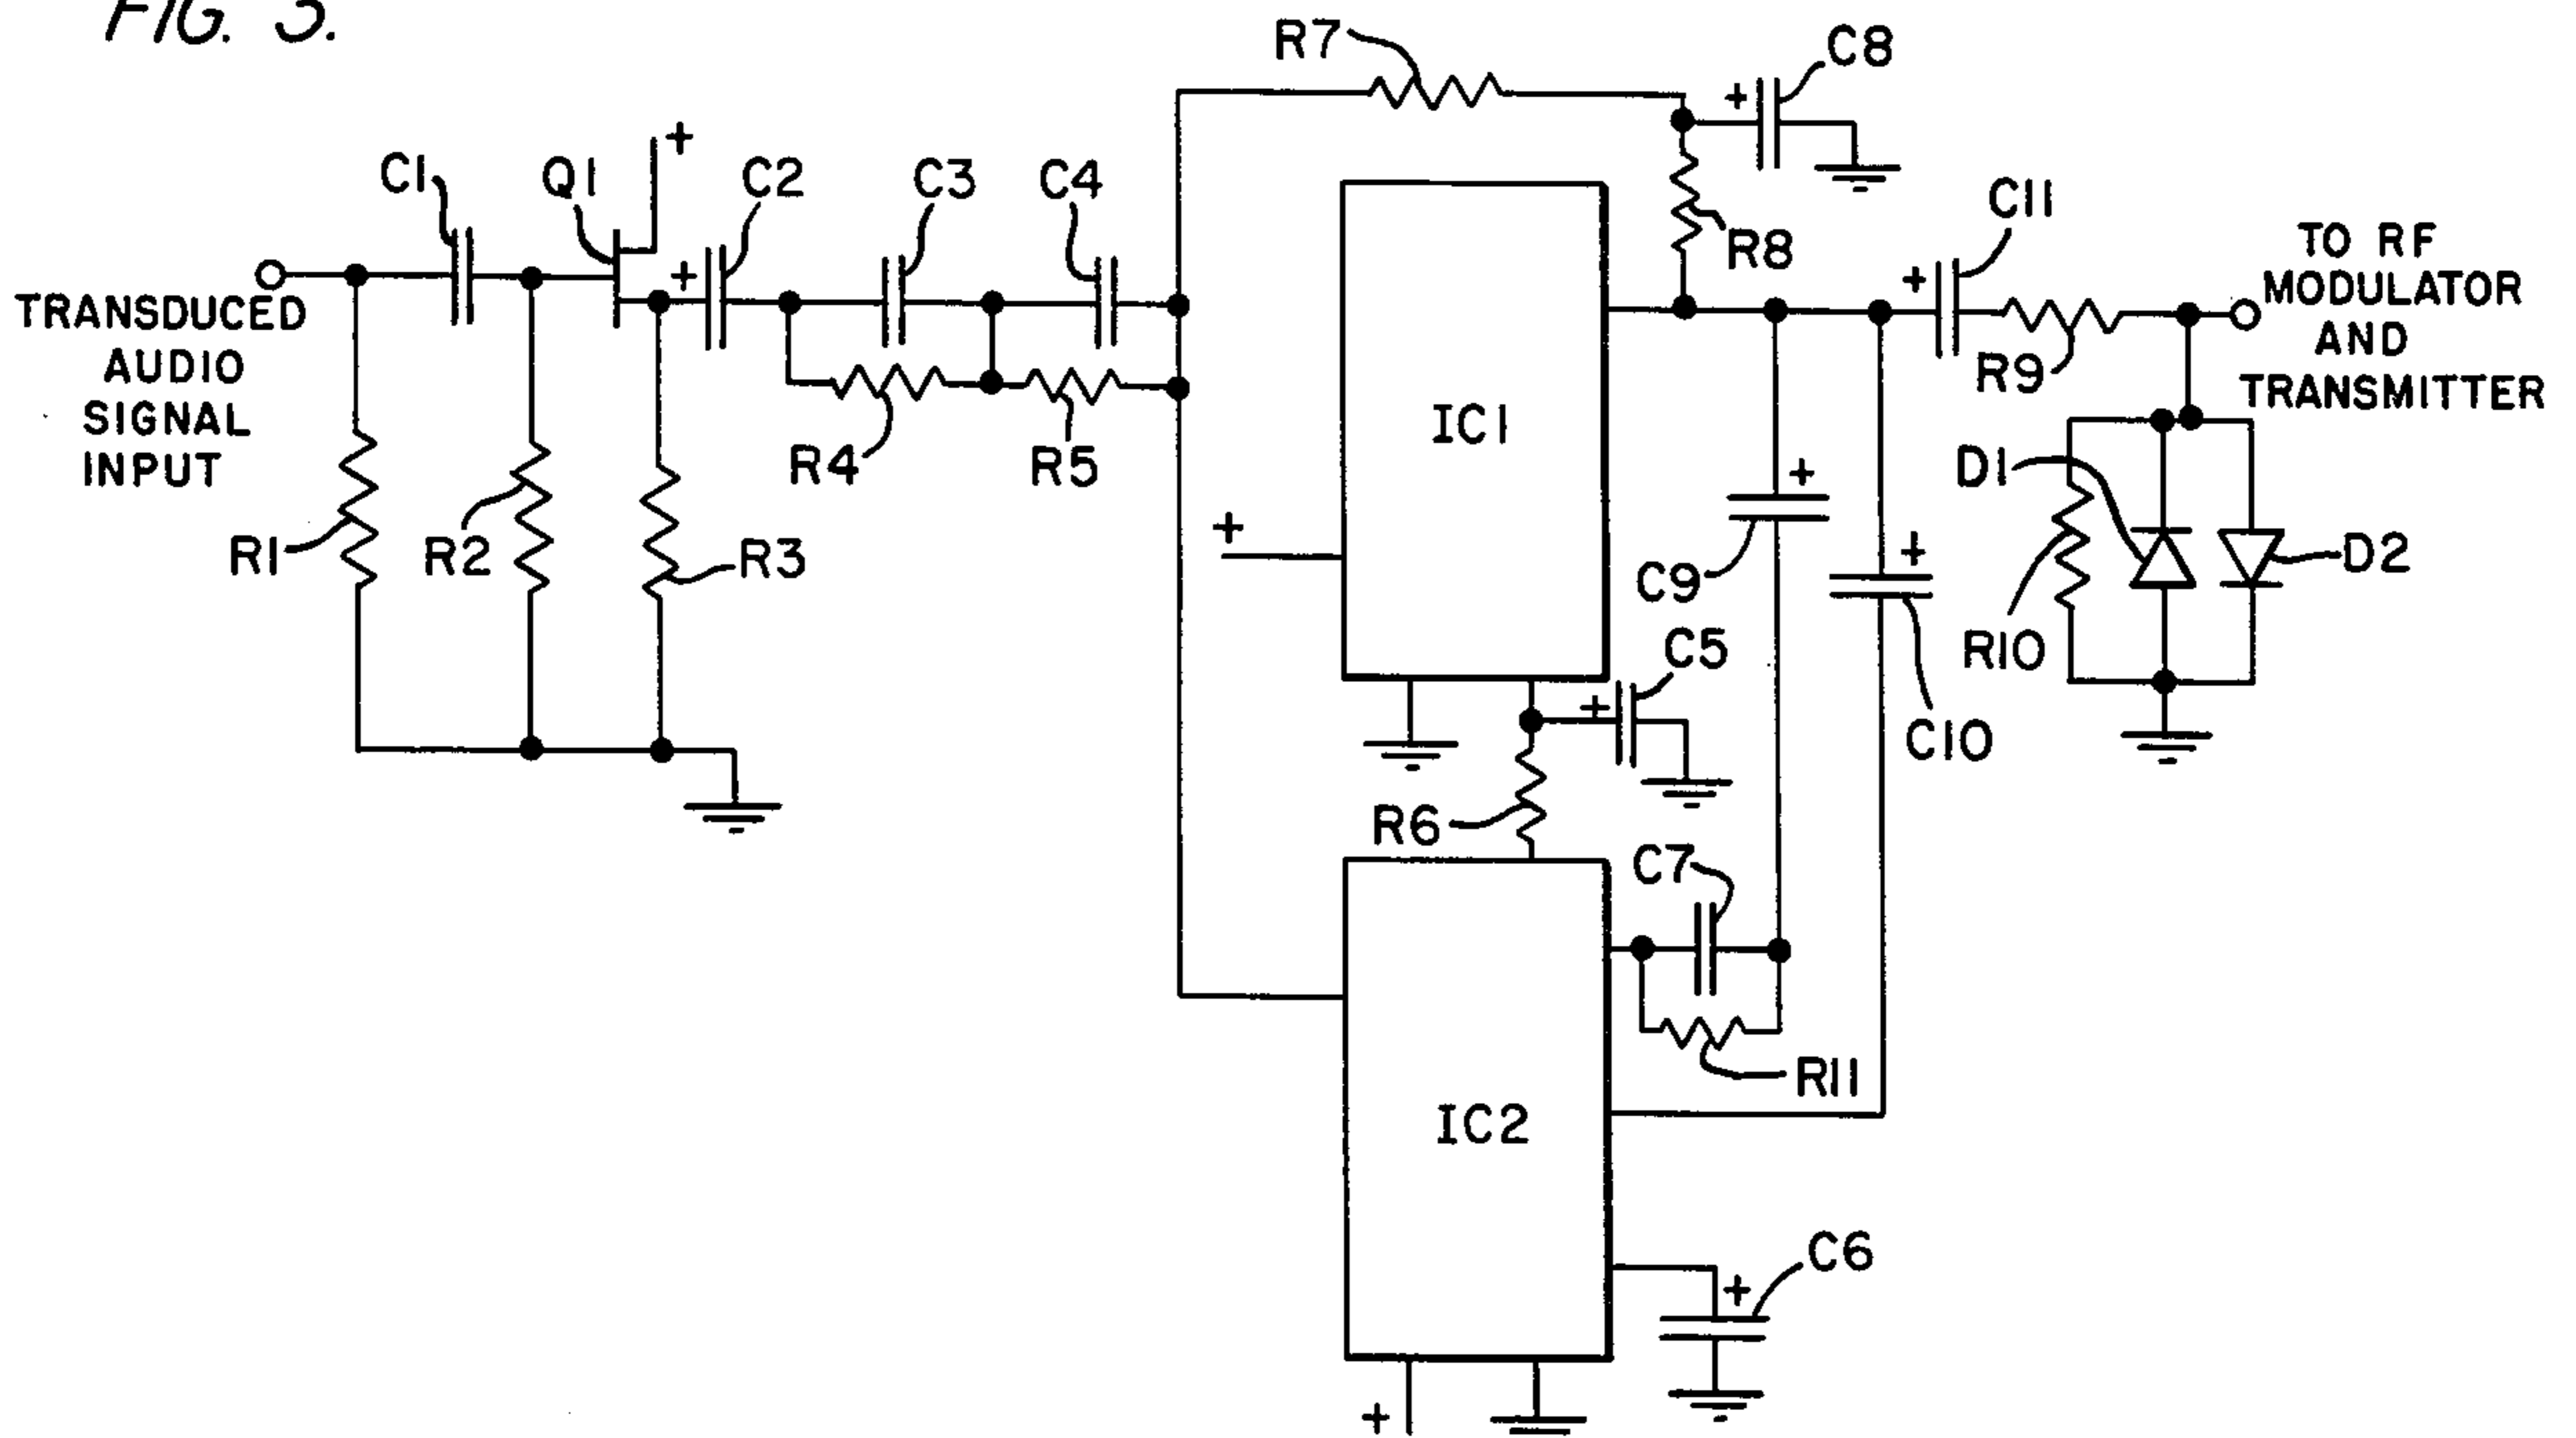 FIG. 3.
R7
C8
C1
Q1
+
C2
C3
C4
+
C11
R8
+
+
TO RF
MODULATOR
AND
TRANSMITTER
TRANSDUCED
AUDIO
SIGNAL
INPUT
R9
IC1
R4
R5
D1
+
R1
R2
R3
+
C9
+
D2
C5
R10
+
C10
R6
C7
R11
IC2
C6
+
+